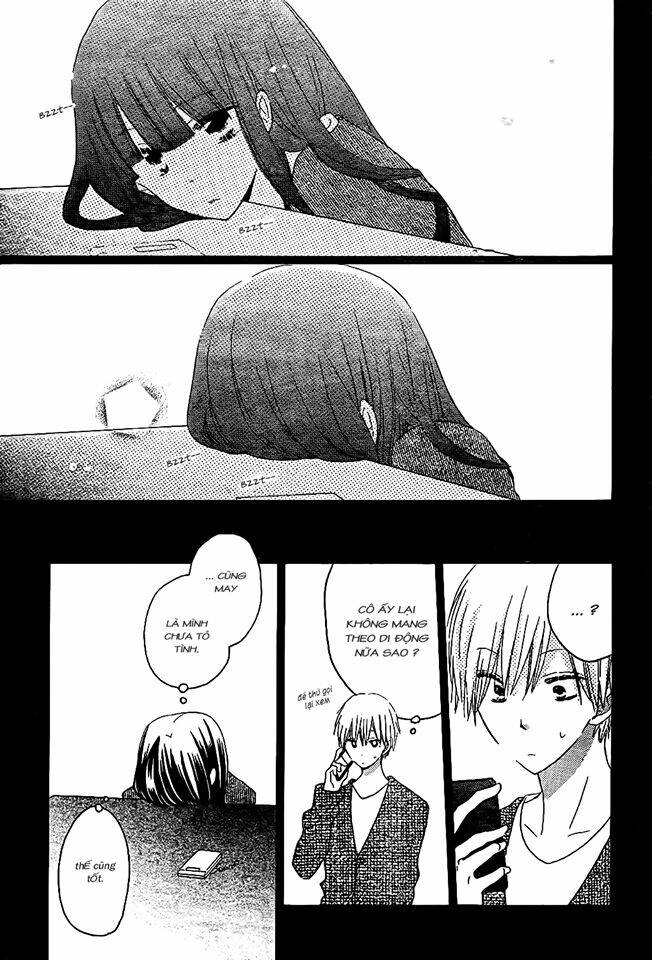 BZZT—
BZZT—
BZZT—
BZZT—
... ?
CÔ ẤY LẠI
KHÔNG MANG
THEO DI ĐỘNG
NỮA SAO ?
để thử gọi
lại xem
... CŨNG
MAY
LÀ MÌNH
CHƯA TỎ
TÌNH.
thế cũng
tốt.